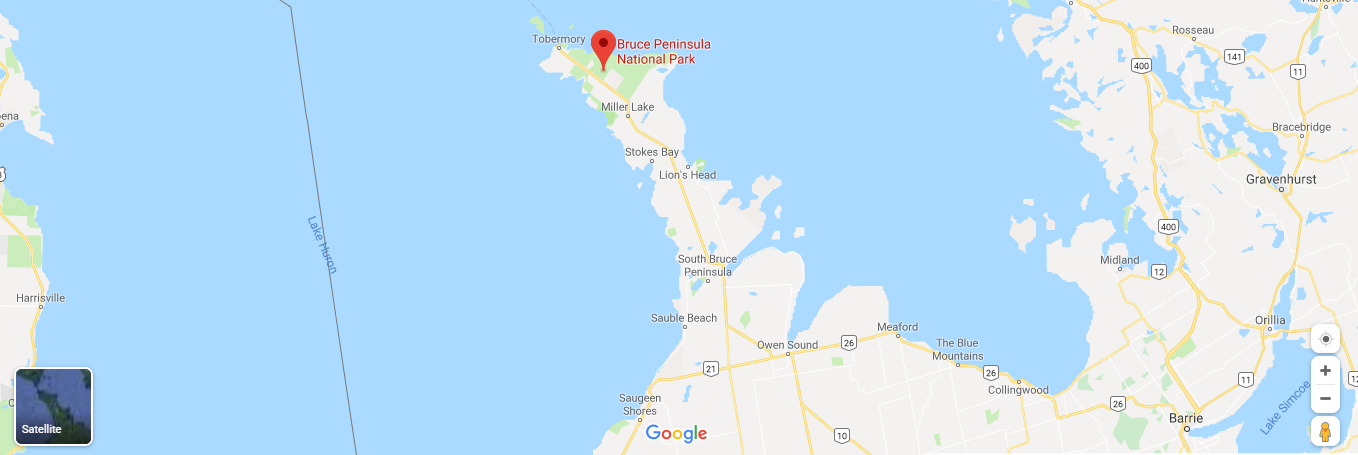 Tobermory
Bruce Peninsula
National Park
Rosseau
141
400
11
Miller Lake
Bracebridge
Stokes Bay
Lion's Head
Gravenhurst
Lake Huron
400
South Bruce
Peninsula
Midland
12
Harrisville
Sauble Beach
Orillia
Meaford
Owen Sound
26
The Blue
Mountains
21
26
11
Collingwood
Saugeen
Shores
26
Lake Simcoe
Barrie
Satellite
Google
10